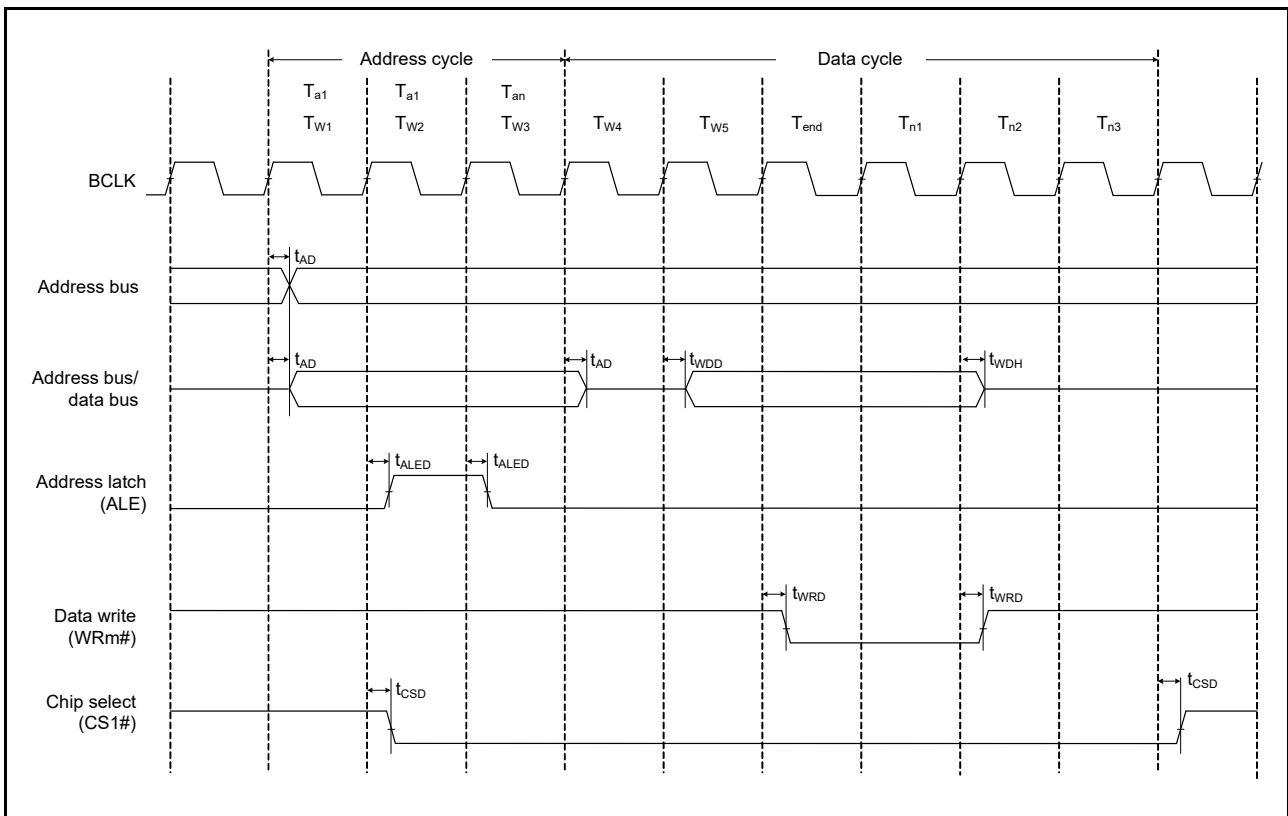 Address cycle Data cycle
Ta1 Ta1 Tan
TW1 TW2 TW3 TW4 TW5 Tend Tn1 Tn2 Tn3
BCLK
tAD
Address bus
tAD tAD tWDD tWDH
Address bus/
data bus
tALED tALED
Address latch
(ALE)
tWRD tWRD
Data write
(WRm#)
tCSD tCSD
Chip select
(CS1#)